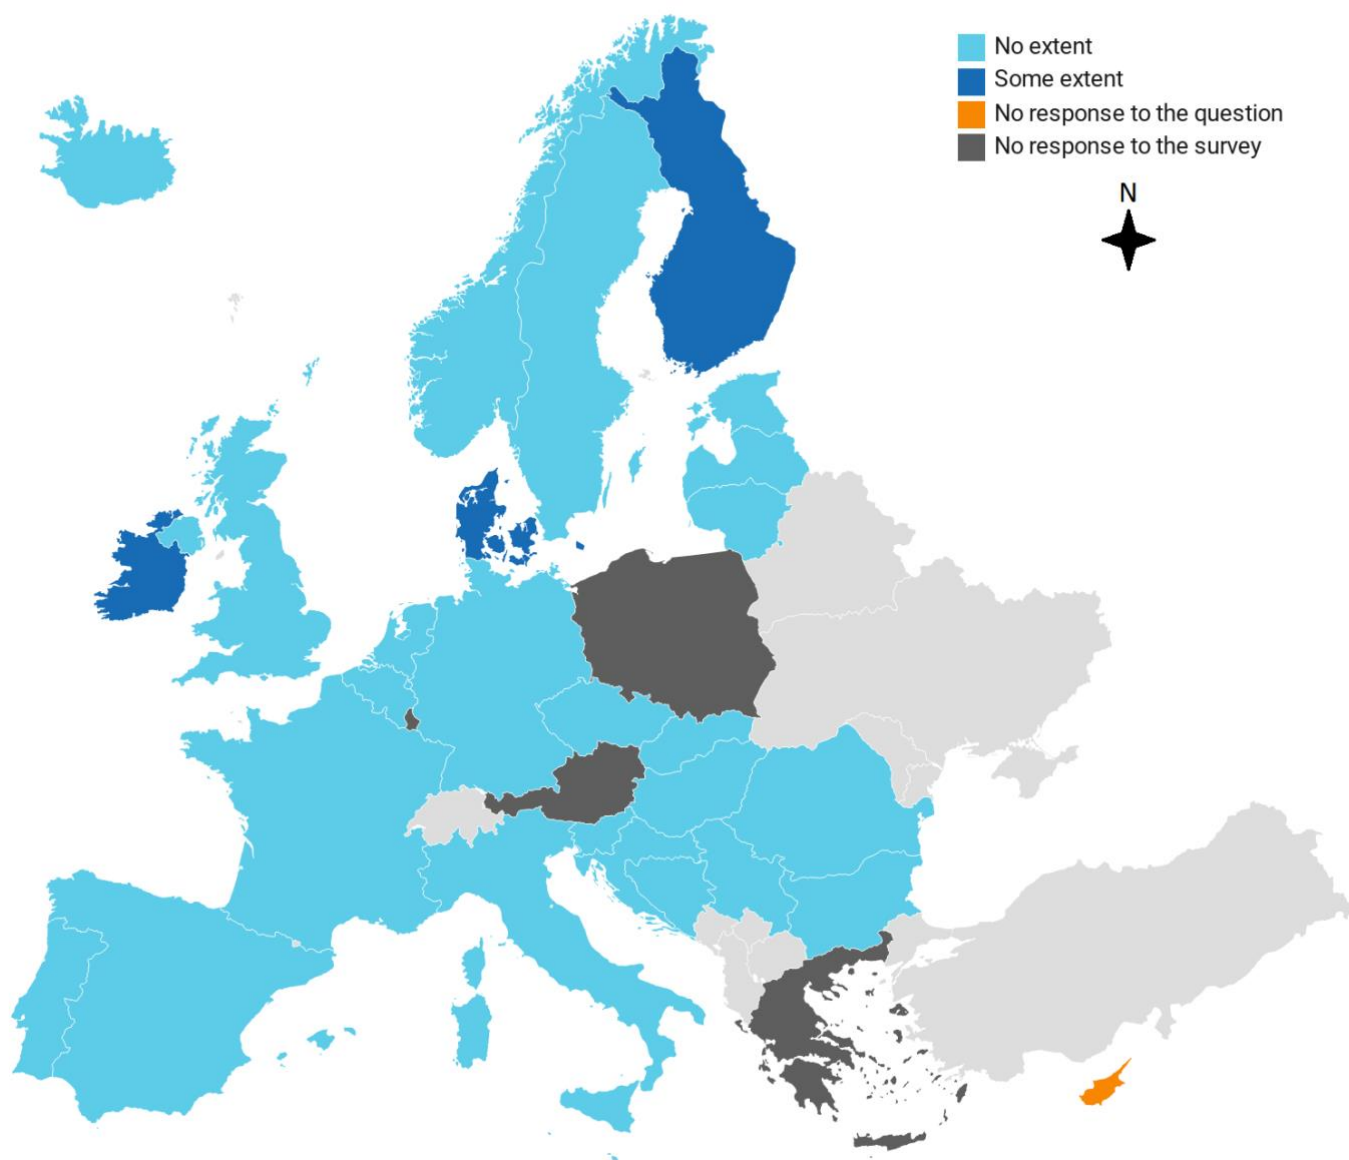 No extent
Some extent
No response to the question
No response to the survey
N